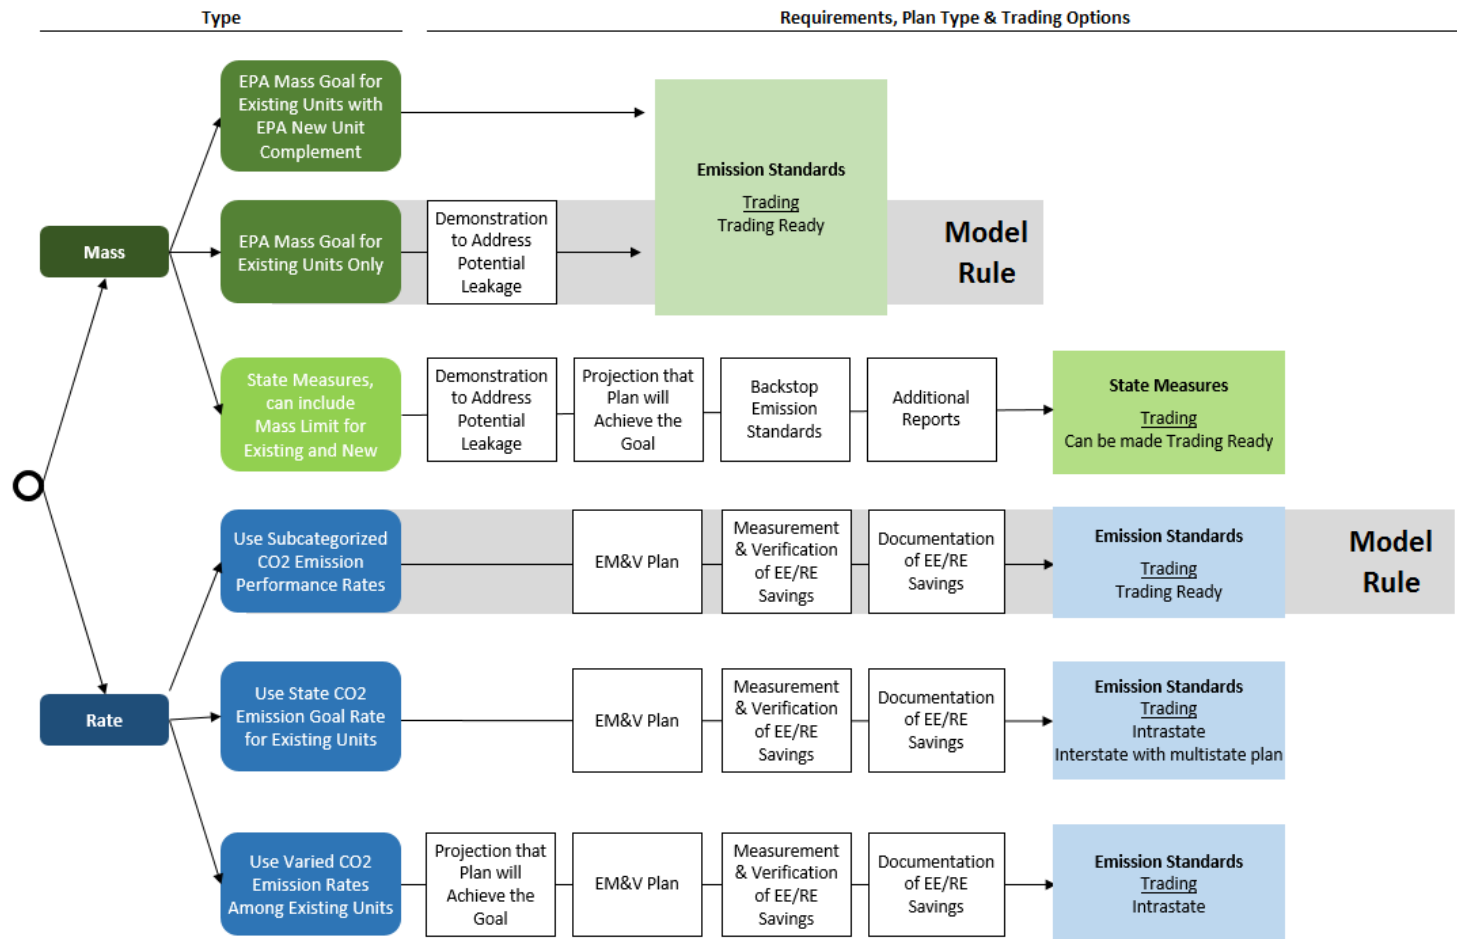 Type
Requirements, Plan Type & Trading Options
EPA Mass Goal for
Existing Units with
EPA New Unit
Complement
Emission Standards
Trading
Trading Ready
Mass
EPA Mass Goal for
Existing Units Only
Demonstration
to Address
Potential
Leakage
Model
Rule
State Measures,
can include
Mass Limit for
Existing and New
Demonstration
to Address
Potential
Leakage
Projection that
Plan will
Achieve the
Goal
Backstop
Emission
Standards
Additional
Reports
State Measures
Trading
Can be made Trading Ready
Use Subcategorized
CO2 Emission
Performance Rates
EM&V Plan
Measurement
& Verification
of EE/RE
Savings
Documentation
of EE/RE
Savings
Emission Standards
Trading
Trading Ready
Model
Rule
Rate
Use State CO2
Emission Goal Rate
for Existing Units
EM&V Plan
Measurement
& Verification
of EE/RE
Savings
Documentation
of EE/RE
Savings
Emission Standards
Trading
Intrastate
Interstate with multistate plan
Use Varied CO2
Emission Rates
Among Existing Units
Projection that
Plan will
Achieve the
Goal
EM&V Plan
Measurement
& Verification
of EE/RE
Savings
Documentation
of EE/RE
Savings
Emission Standards
Trading
Intrastate